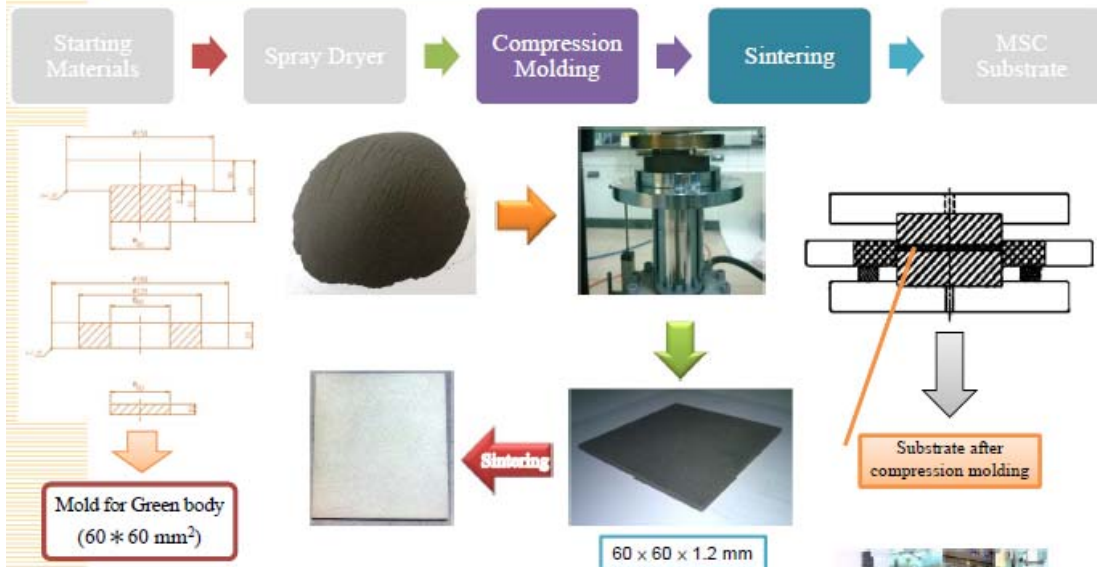 Starting
Materials
Spray Dryer
Compression
Molding
Sintering
MSC
Substrate
Sintering
Substrate after
compression molding
Mold for Green body
(60 * 60 mm²)
60 x 60 x 1.2 mm